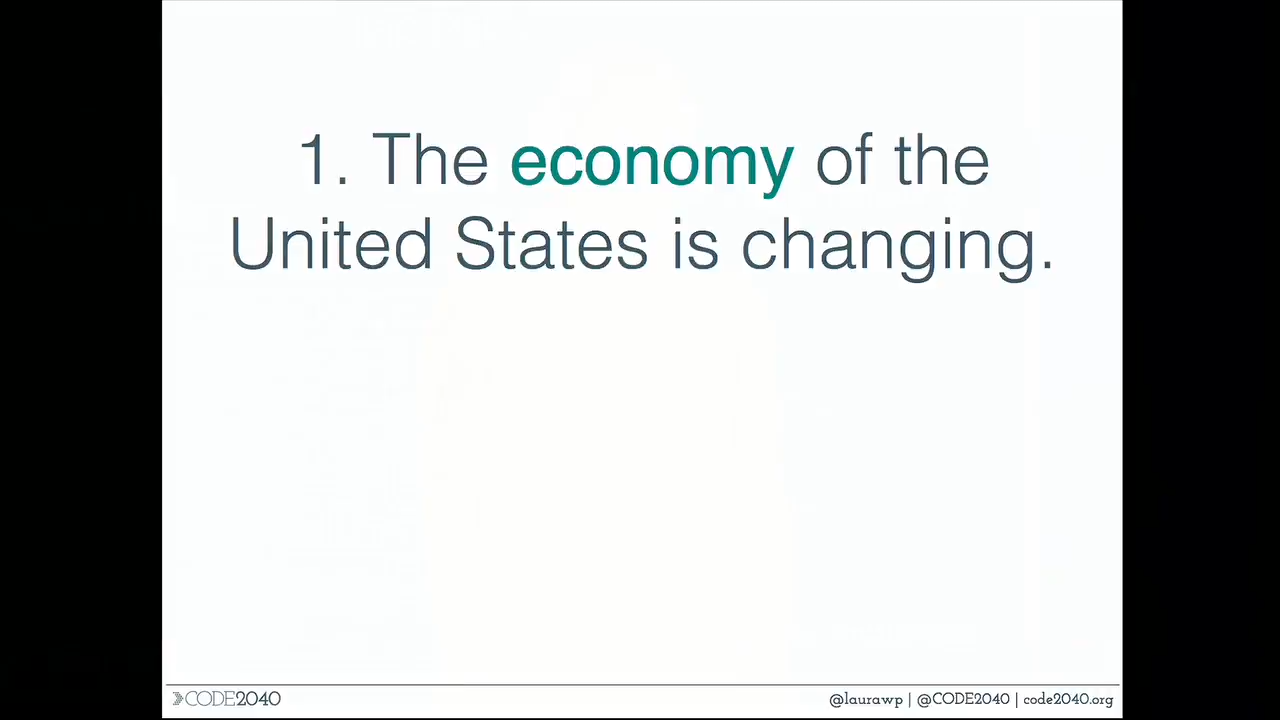 1. The economy of the
United States is changing.
CODE2040
@laurawp | @CODE2040 | code2040.org